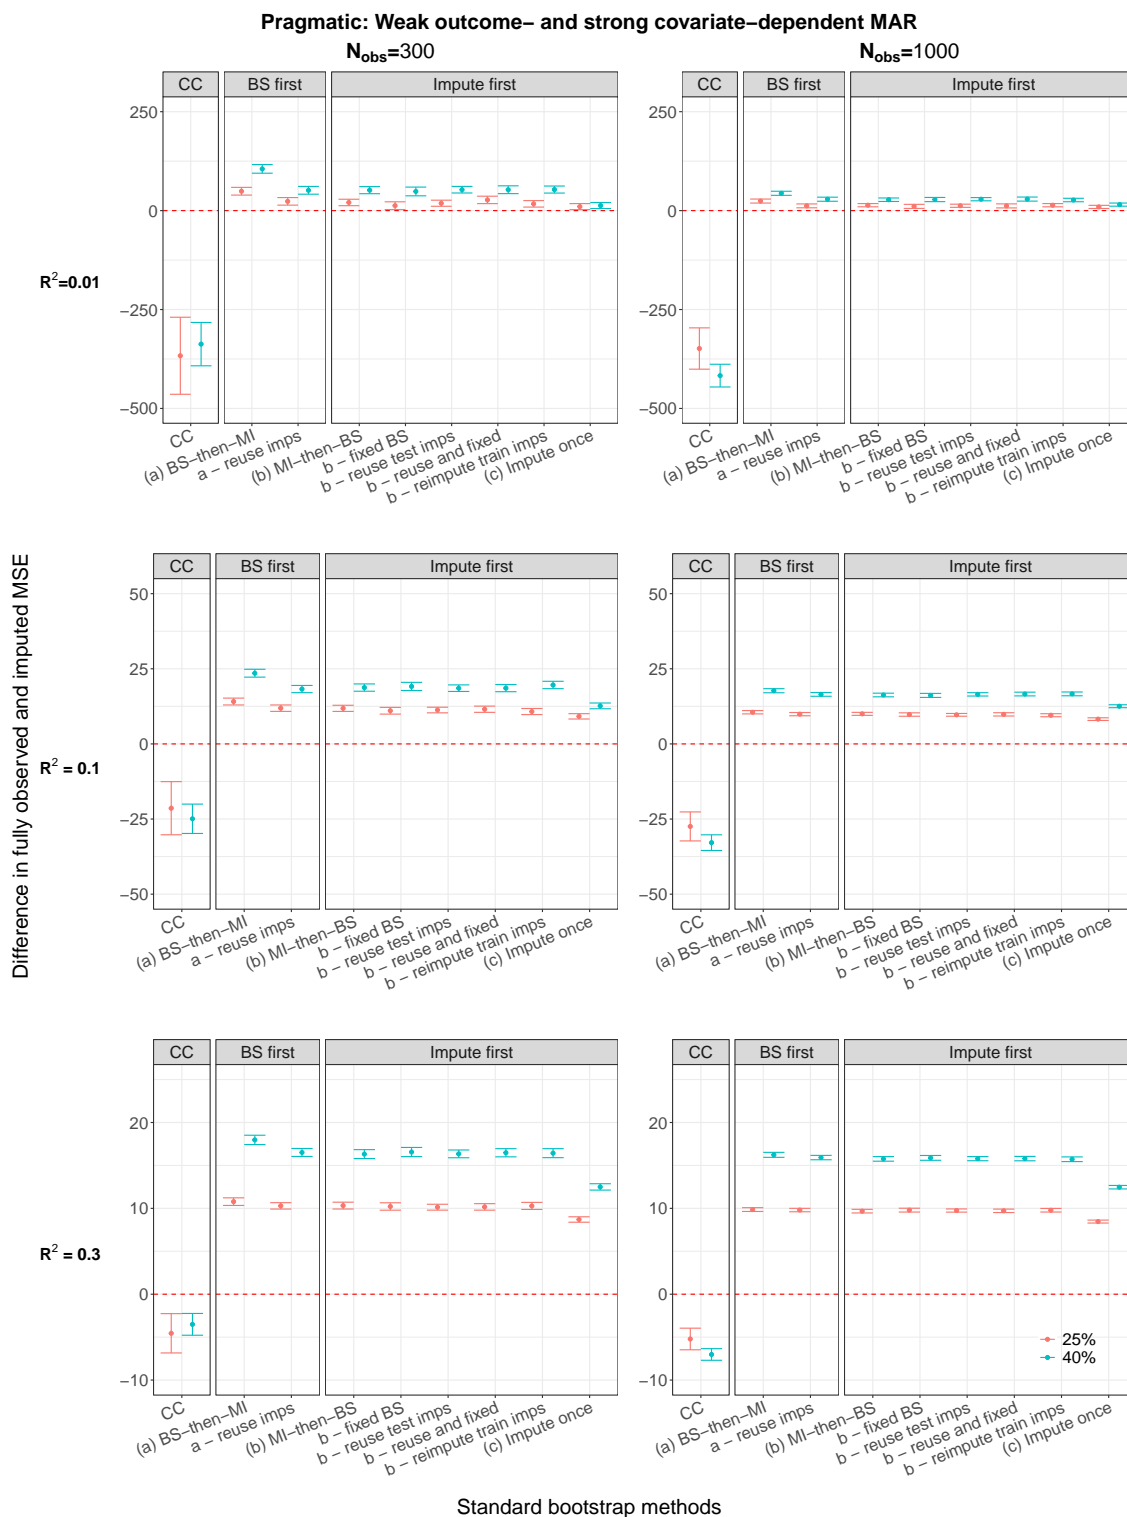 Pragmatic: Weak outcome− and strong covariate−dependent MAR
N_obs=300
N_obs=1000
CC
BS first
Impute first
CC
BS first
Impute first
250
0
−250
−500
R²=0.01
CC
(a) BS−then−MI
a − reuse imps
(b) MI−then−BS
b − fixed BS
b − reuse test imps
b − reuse and fixed
b − reimpute train imps
(c) Impute once
250
0
−250
−500
CC
(a) BS−then−MI
a − reuse imps
(b) MI−then−BS
b − fixed BS
b − reuse test imps
b − reuse and fixed
b − reimpute train imps
(c) Impute once
Difference in fully observed and imputed MSE
CC
BS first
Impute first
CC
BS first
Impute first
50
25
0
−25
−50
R² = 0.1
CC
(a) BS−then−MI
a − reuse imps
(b) MI−then−BS
b − fixed BS
b − reuse test imps
b − reuse and fixed
b − reimpute train imps
(c) Impute once
50
25
0
−25
−50
CC
(a) BS−then−MI
a − reuse imps
(b) MI−then−BS
b − fixed BS
b − reuse test imps
b − reuse and fixed
b − reimpute train imps
(c) Impute once
CC
BS first
Impute first
CC
BS first
Impute first
20
10
0
−10
R² = 0.3
CC
(a) BS−then−MI
a − reuse imps
(b) MI−then−BS
b − fixed BS
b − reuse test imps
b − reuse and fixed
b − reimpute train imps
(c) Impute once
20
10
0
−10
25%
40%
CC
(a) BS−then−MI
a − reuse imps
(b) MI−then−BS
b − fixed BS
b − reuse test imps
b − reuse and fixed
b − reimpute train imps
(c) Impute once
Standard bootstrap methods